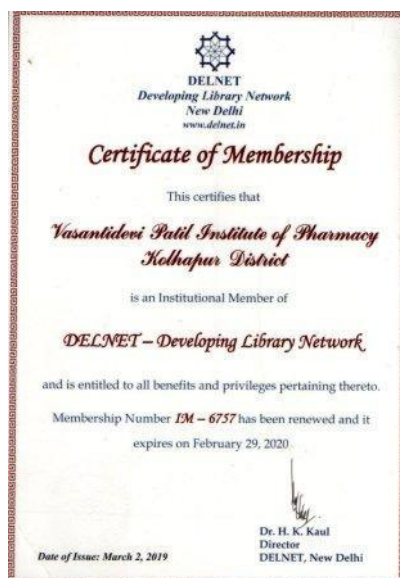 DELNET
Developing Library Network
New Delhi
www.delnet.in
Certificate of Membership
This certifies that
Vasantidevi Patil Institute of Pharmacy
Kolhapur District
is an Institutional Member of
DELNET – Developing Library Network
and is entitled to all benefits and privileges pertaining thereto.
Membership Number IM – 6757 has been renewed and it
expires on February 29, 2020
Dr. H. K. Kaul
Director
DELNET, New Delhi
Date of Issue: March 2, 2019